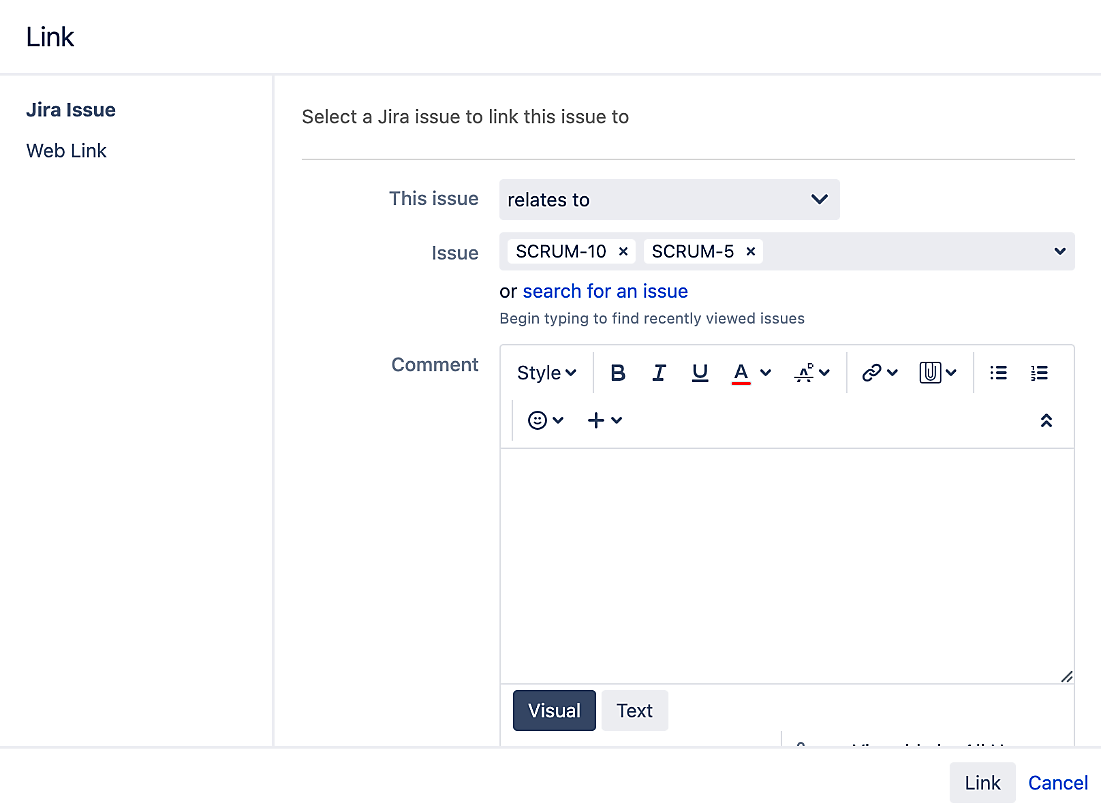 Link
Jira Issue
Web Link
Select a Jira issue to link this issue to
This issue
relates to
Issue
SCRUM-10 × SCRUM-5 ×
or search for an issue
Begin typing to find recently viewed issues
Comment
Style B I U A
Visual Text
Link Cancel